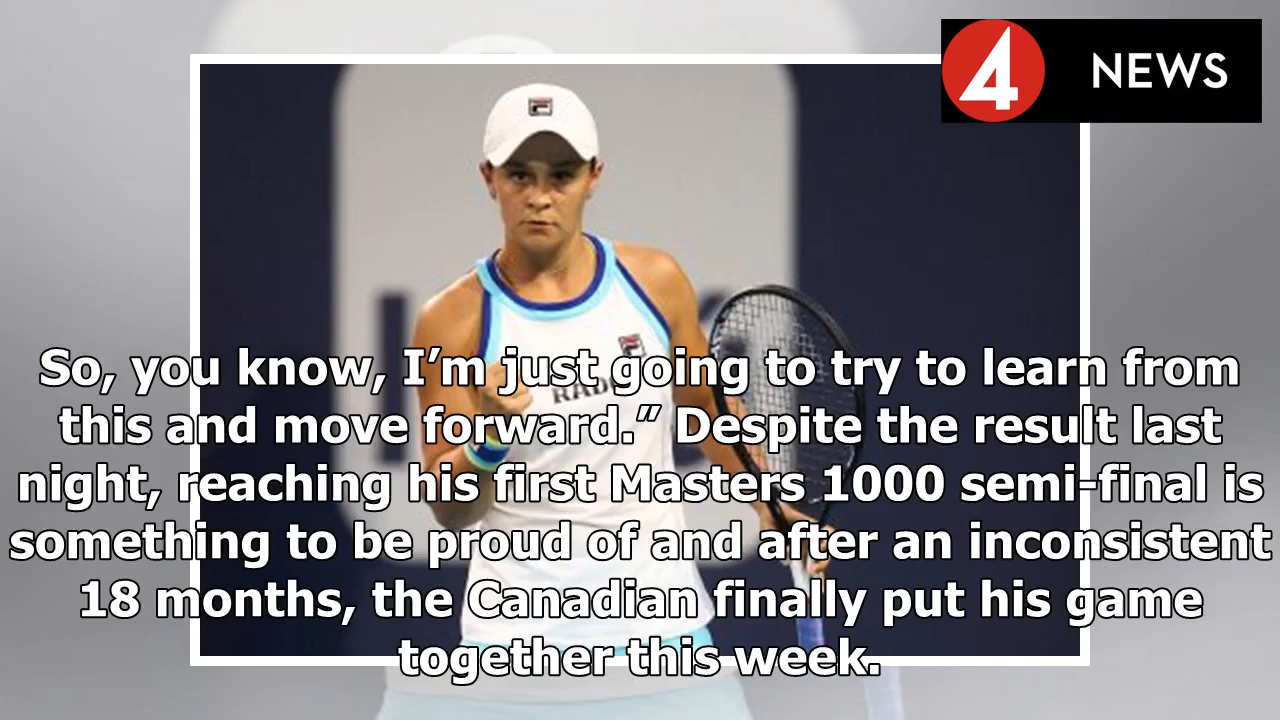 4 NEWS
So, you know, I’m just going to try to learn from
this and move forward.” Despite the result last
night, reaching his first Masters 1000 semi-final is
something to be proud of and after an inconsistent
18 months, the Canadian finally put his game
together this week.